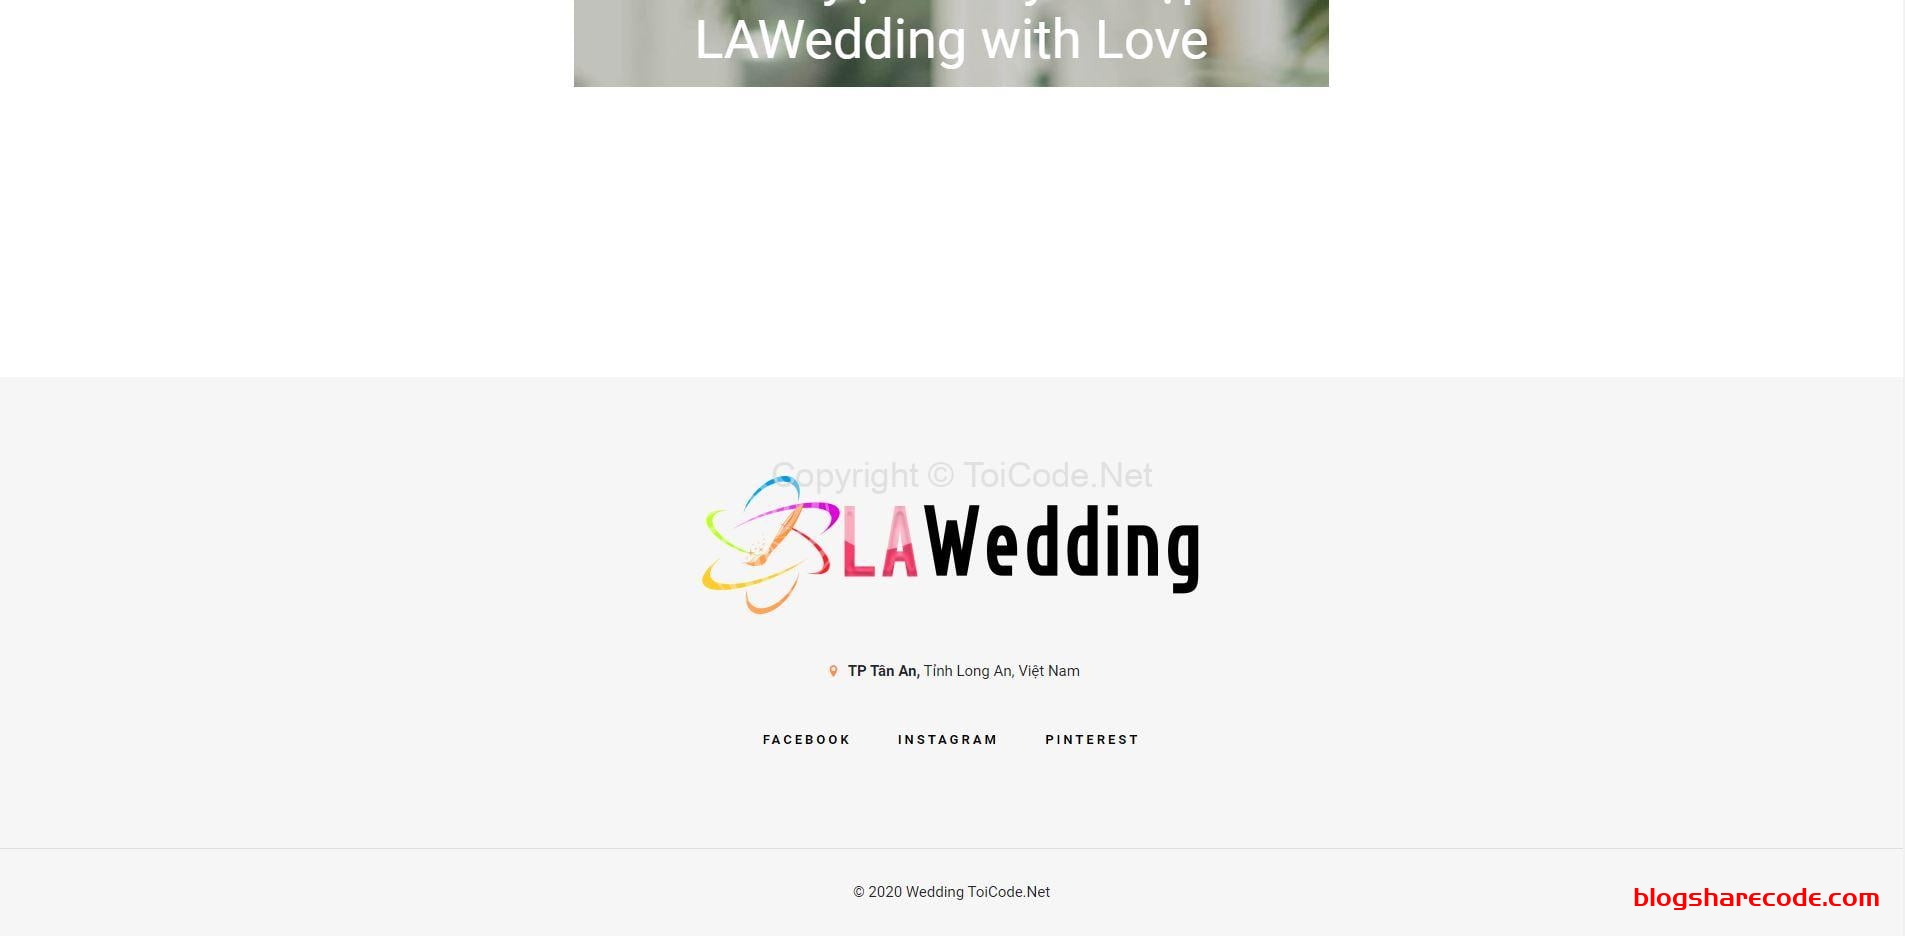 LAWedding with Love
Copyright © ToiCode.Net
LAWedding
TP Tân An, Tỉnh Long An, Việt Nam
FACEBOOK INSTAGRAM PINTEREST
© 2020 Wedding ToiCode.Net
blogsharecode.com